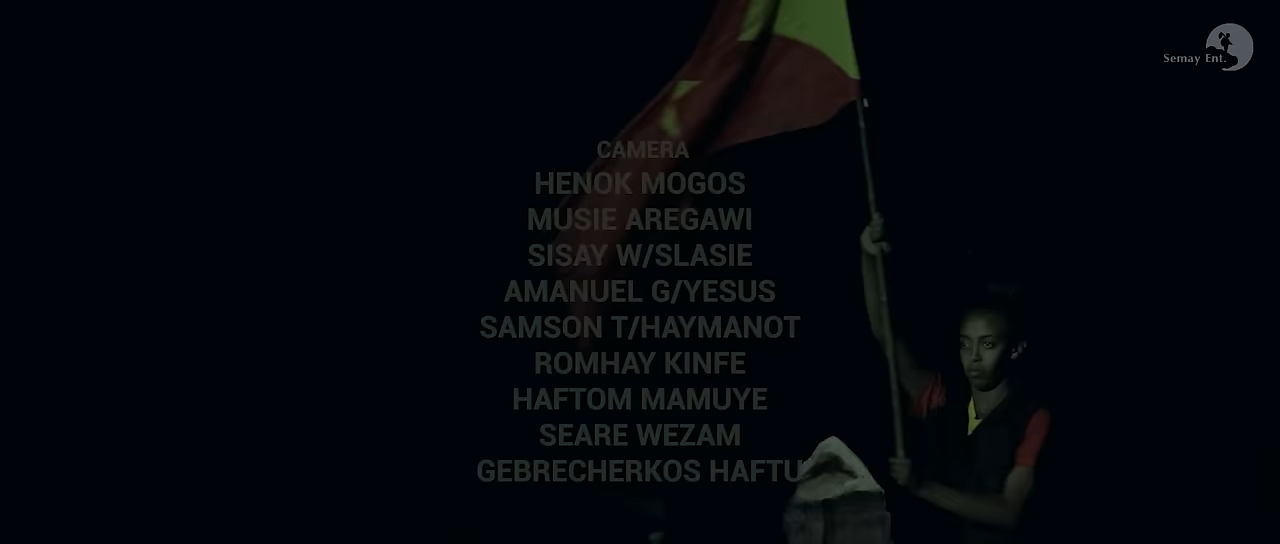 Semay Ent.
CAMERA
HENOK MOGOS
MUSIE AREGAWI
SISAY W/SLASIE
AMANUEL G/YESUS
SAMSON T/HAYMANOT
ROMHAY KINFE
HAFTOM MAMUYE
SEARE WEZAM
GEBRECHERKOS HAFTU